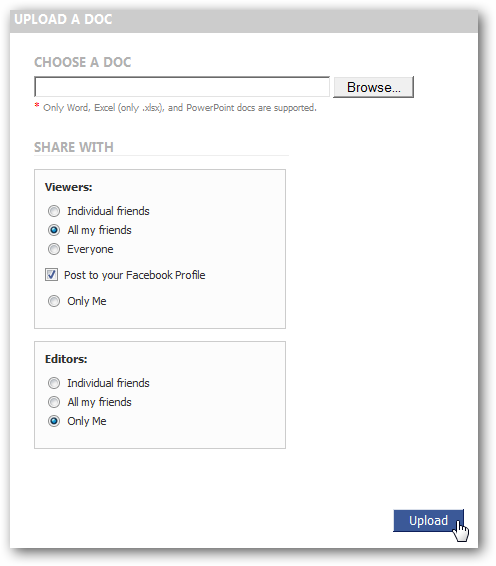 UPLOAD A DOC
CHOOSE A DOC
Browse...
* Only Word, Excel (only .xlsx), and PowerPoint docs are supported.
SHARE WITH
Viewers:
Individual friends
All my friends
Everyone
Post to your Facebook Profile
Only Me
Editors:
Individual friends
All my friends
Only Me
Upload